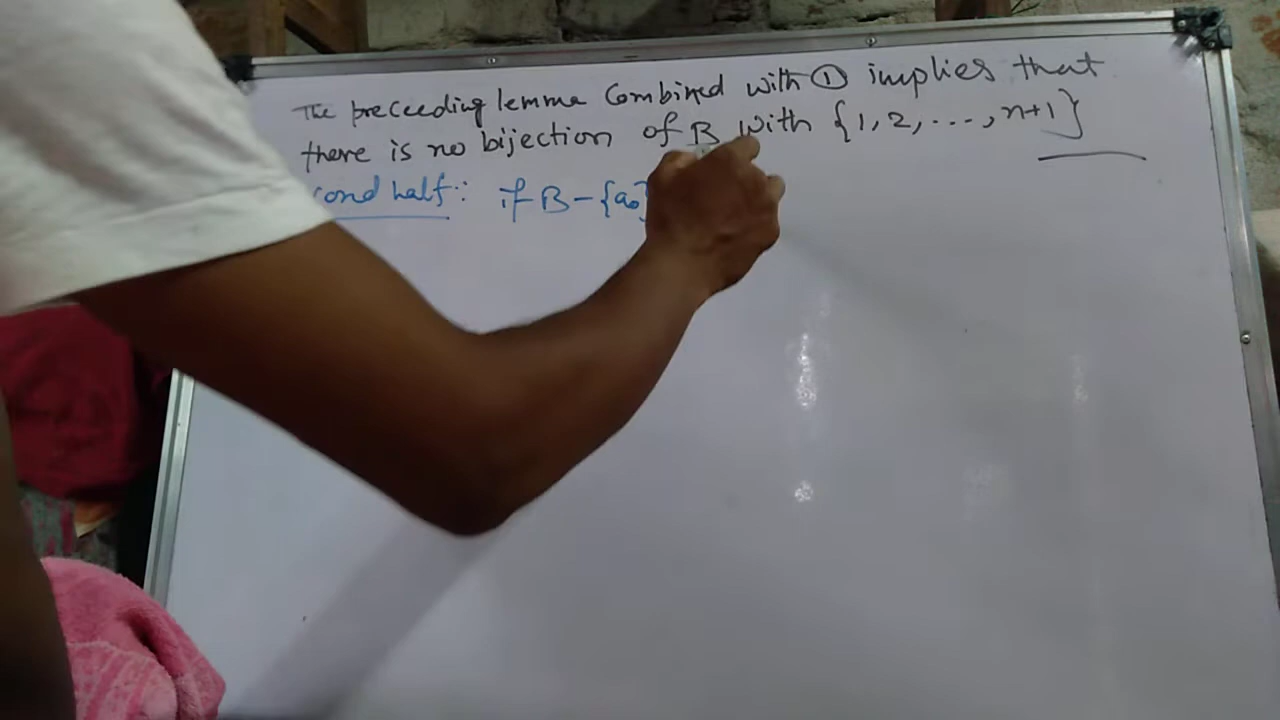 The preceeding lemma Combined with ① implies that
there is no bijection of B with {1, 2, ..., n+1}
cond half: if B - {a₀}